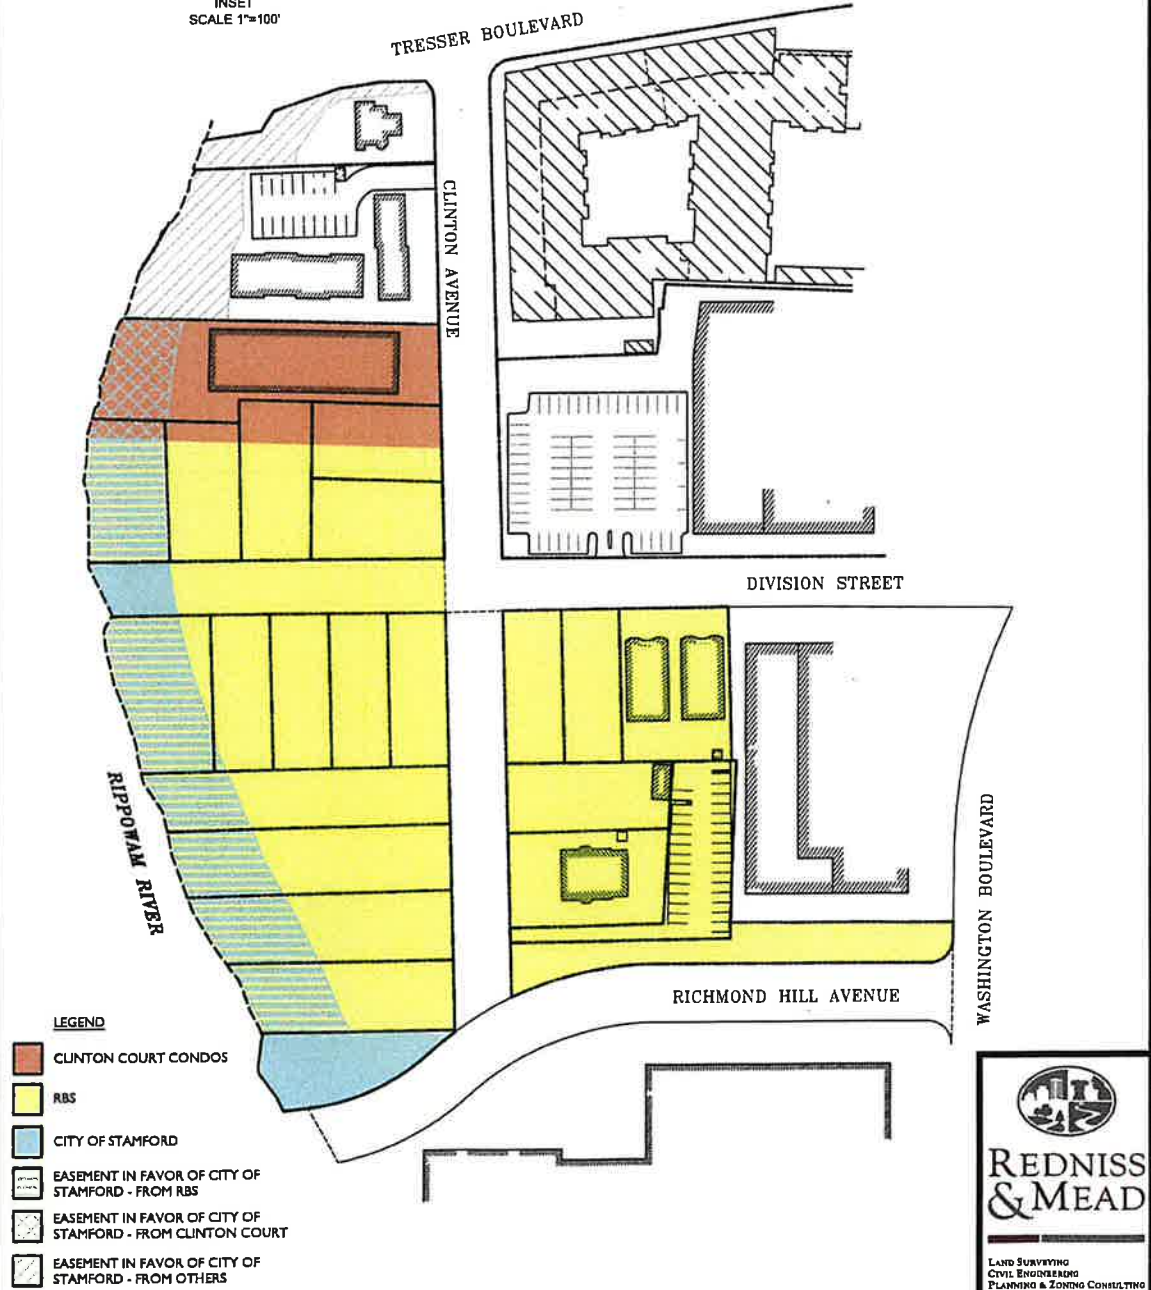 INSET
SCALE 1"=100'
TRESSER BOULEVARD
CLINTON AVENUE
DIVISION STREET
RIPPOWAM RIVER
WASHINGTON BOULEVARD
RICHMOND HILL AVENUE
LEGEND
CLINTON COURT CONDOS
RBS
CITY OF STAMFORD
EASEMENT IN FAVOR OF CITY OF
STAMFORD - FROM RBS
EASEMENT IN FAVOR OF CITY OF
STAMFORD - FROM CLINTON COURT
EASEMENT IN FAVOR OF CITY OF
STAMFORD - FROM OTHERS
REDNISS
& MEAD
LAND SURVEYING
CIVIL ENGINEERING
PLANNING & ZONING CONSULTING